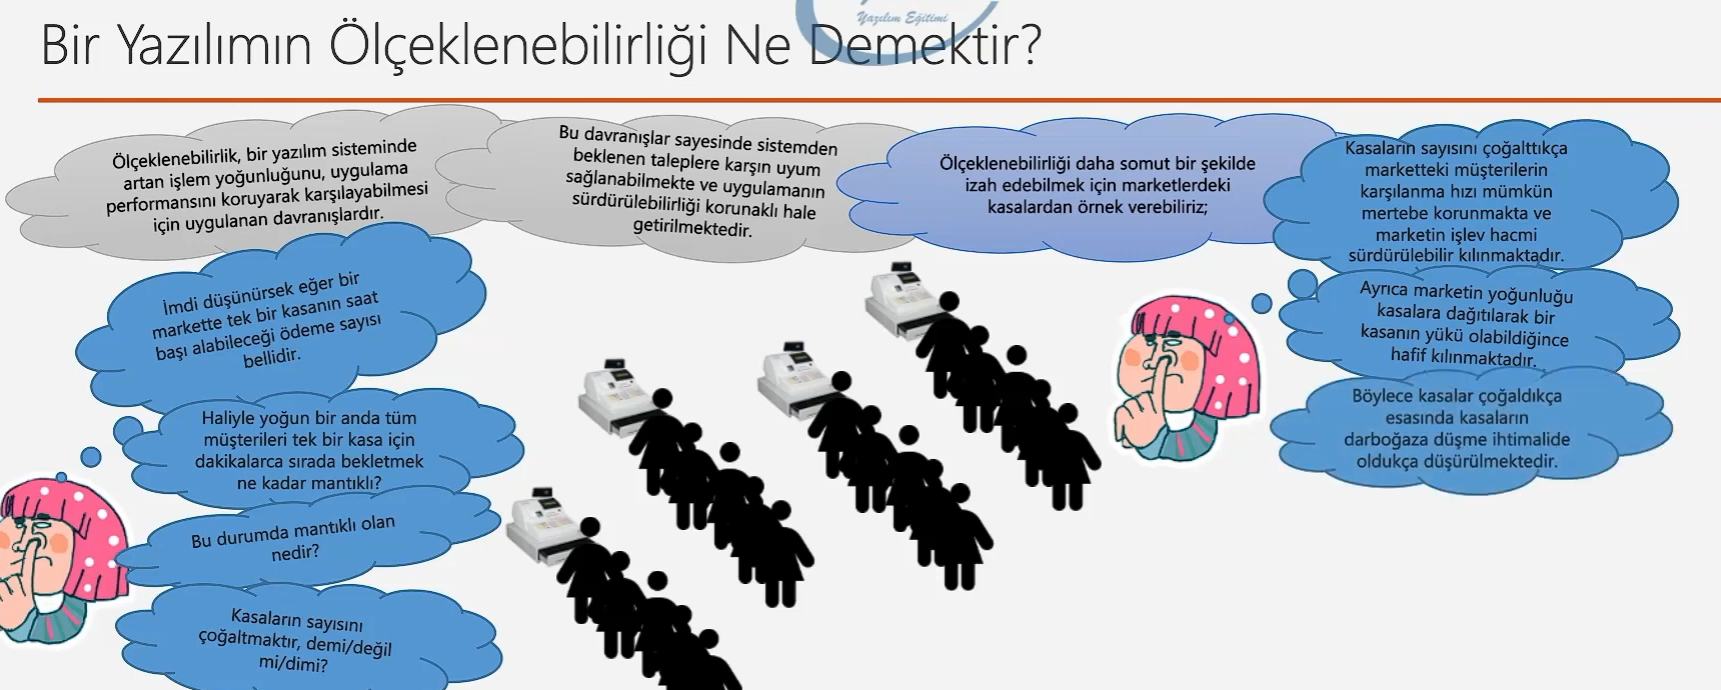 Yazılım Eğitimi
Bir Yazılımın Ölçeklenebilirliği Ne Demektir?
Ölçeklenebilirlik, bir yazılım sisteminde
artan işlem yoğunluğunu, uygulama
performansını koruyarak karşılayabilmesi
için uygulanan davranışlardır.
Bu davranışlar sayesinde sistemden
beklenen taleplere karşın uyum
sağlanabilmekte ve uygulamanın
sürdürülebilirliği korunaklı hale
getirilmektedir.
Ölçeklenebilirliği daha somut bir şekilde
izah edebilmek için marketlerdeki
kasalardan örnek verebiliriz;
İmdi düşünürsek eğer bir
markette tek bir kasanın saat
başı alabileceği ödeme sayısı
bellidir.
Haliyle yoğun bir anda tüm
müşterileri tek bir kasa için
dakikalarca sırada bekletmek
ne kadar mantıklı?
Bu durumda mantıklı olan
nedir?
Kasaların sayısını
çoğaltmaktır, demi/değil
mi/dimi?
Kasaların sayısını çoğalttıkça
marketteki müşterilerin
karşılanma hızı mümkün
mertebe korunmakta ve
marketin işlev hacmi
sürdürülebilir kılınmaktadır.
Ayrıca marketin yoğunluğu
kasalara dağıtılarak bir
kasanın yükü olabildiğince
hafif kılınmaktadır.
Böylece kasalar çoğaldıkça
esasında kasaların
darboğaza düşme ihtimalide
oldukça düşürülmektedir.